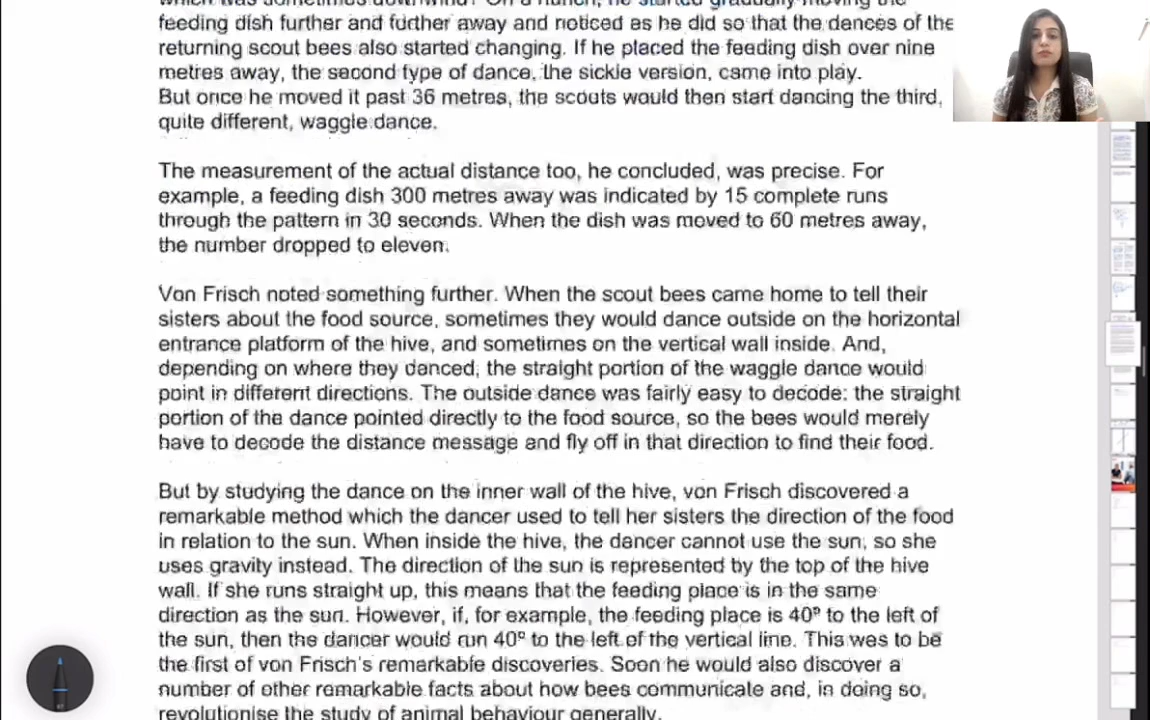 which was sometimes downwind? On a hunch, he started gradually moving the
feeding dish further and further away and noticed as he did so that the dances of the
returning scout bees also started changing. If he placed the feeding dish over nine
metres away, the second type of dance, the sickle version, came into play.
But once he moved it past 36 metres, the scouts would then start dancing the third,
quite different, waggle dance.
The measurement of the actual distance too, he concluded, was precise. For
example, a feeding dish 300 metres away was indicated by 15 complete runs
through the pattern in 30 seconds. When the dish was moved to 60 metres away,
the number dropped to eleven.
Von Frisch noted something further. When the scout bees came home to tell their
sisters about the food source, sometimes they would dance outside on the horizontal
entrance platform of the hive, and sometimes on the vertical wall inside. And,
depending on where they danced, the straight portion of the waggle dance would
point in different directions. The outside dance was fairly easy to decode: the straight
portion of the dance pointed directly to the food source, so the bees would merely
have to decode the distance message and fly off in that direction to find their food.
But by studying the dance on the inner wall of the hive, von Frisch discovered a
remarkable method which the dancer used to tell her sisters the direction of the food
in relation to the sun. When inside the hive, the dancer cannot use the sun, so she
uses gravity instead. The direction of the sun is represented by the top of the hive
wall. If she runs straight up, this means that the feeding place is in the same
direction as the sun. However, if, for example, the feeding place is 40º to the left of
the sun, then the dancer would run 40º to the left of the vertical line. This was to be
the first of von Frisch's remarkable discoveries. Soon he would also discover a
number of other remarkable facts about how bees communicate and, in doing so,
revolutionise the study of animal behaviour generally.